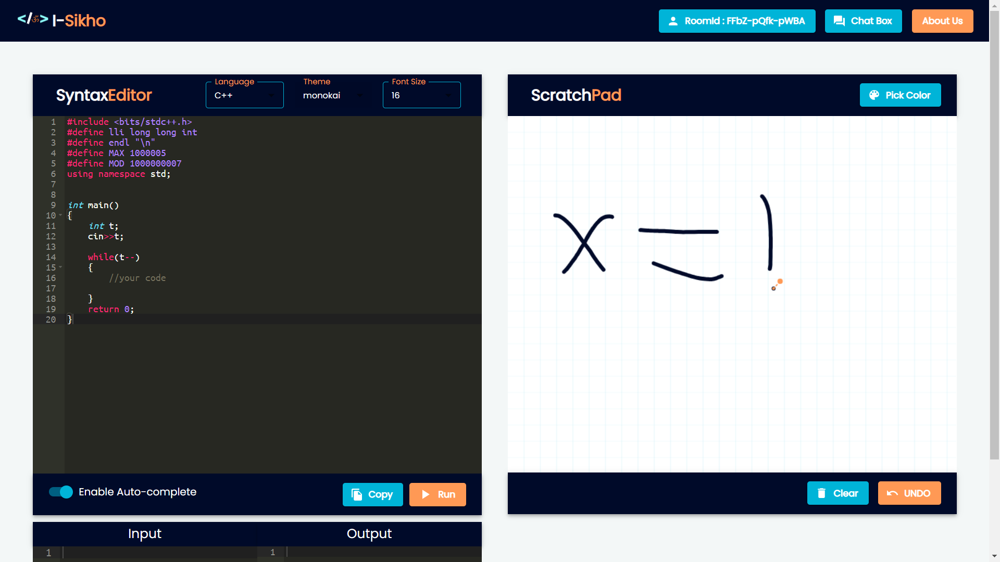 </ॐ> I-Sikho
RoomId : FFbZ-pQfk-pWBA
Chat Box
About Us
SyntaxEditor
Language
C++
Theme
monokai
Font Size
16
1 #include <bits/stdc++.h>
2 #define lli long long int
3 #define endl "\n"
4 #define MAX 1000005
5 #define MOD 1000000007
6 using namespace std;
7
8
9 int main()
10 {
11 int t;
12 cin>>t;
13
14 while(t--)
15 {
16 //your code
17
18 }
19 return 0;
20 }
Enable Auto-complete
Copy
Run
Input
1
Output
1
ScratchPad
Pick Color
x = 1
Clear
UNDO